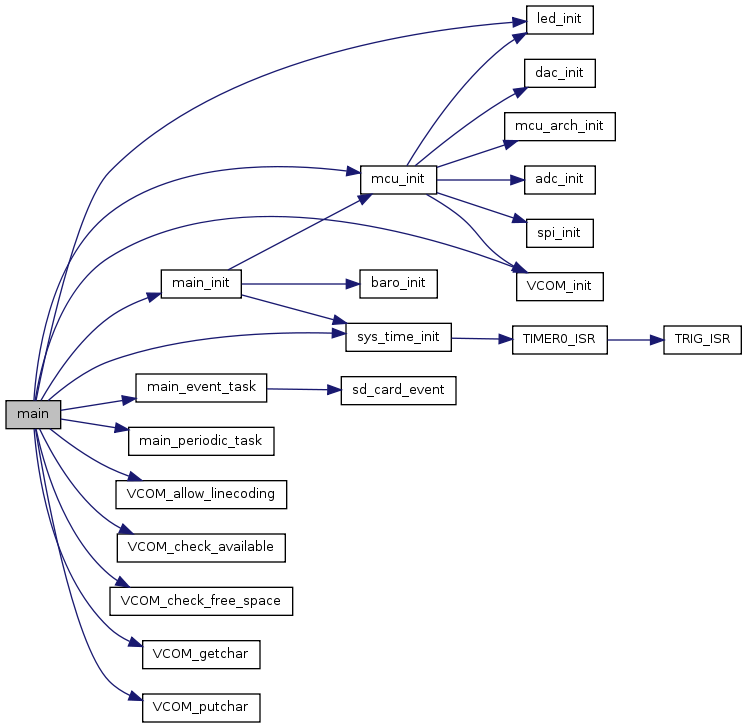 led_init
dac_init
mcu_arch_init
mcu_init
adc_init
spi_init
main_init
baro_init
VCOM_init
sys_time_init
TIMER0_ISR
TRIG_ISR
main_event_task
sd_card_event
main
main_periodic_task
VCOM_allow_linecoding
VCOM_check_available
VCOM_check_free_space
VCOM_getchar
VCOM_putchar